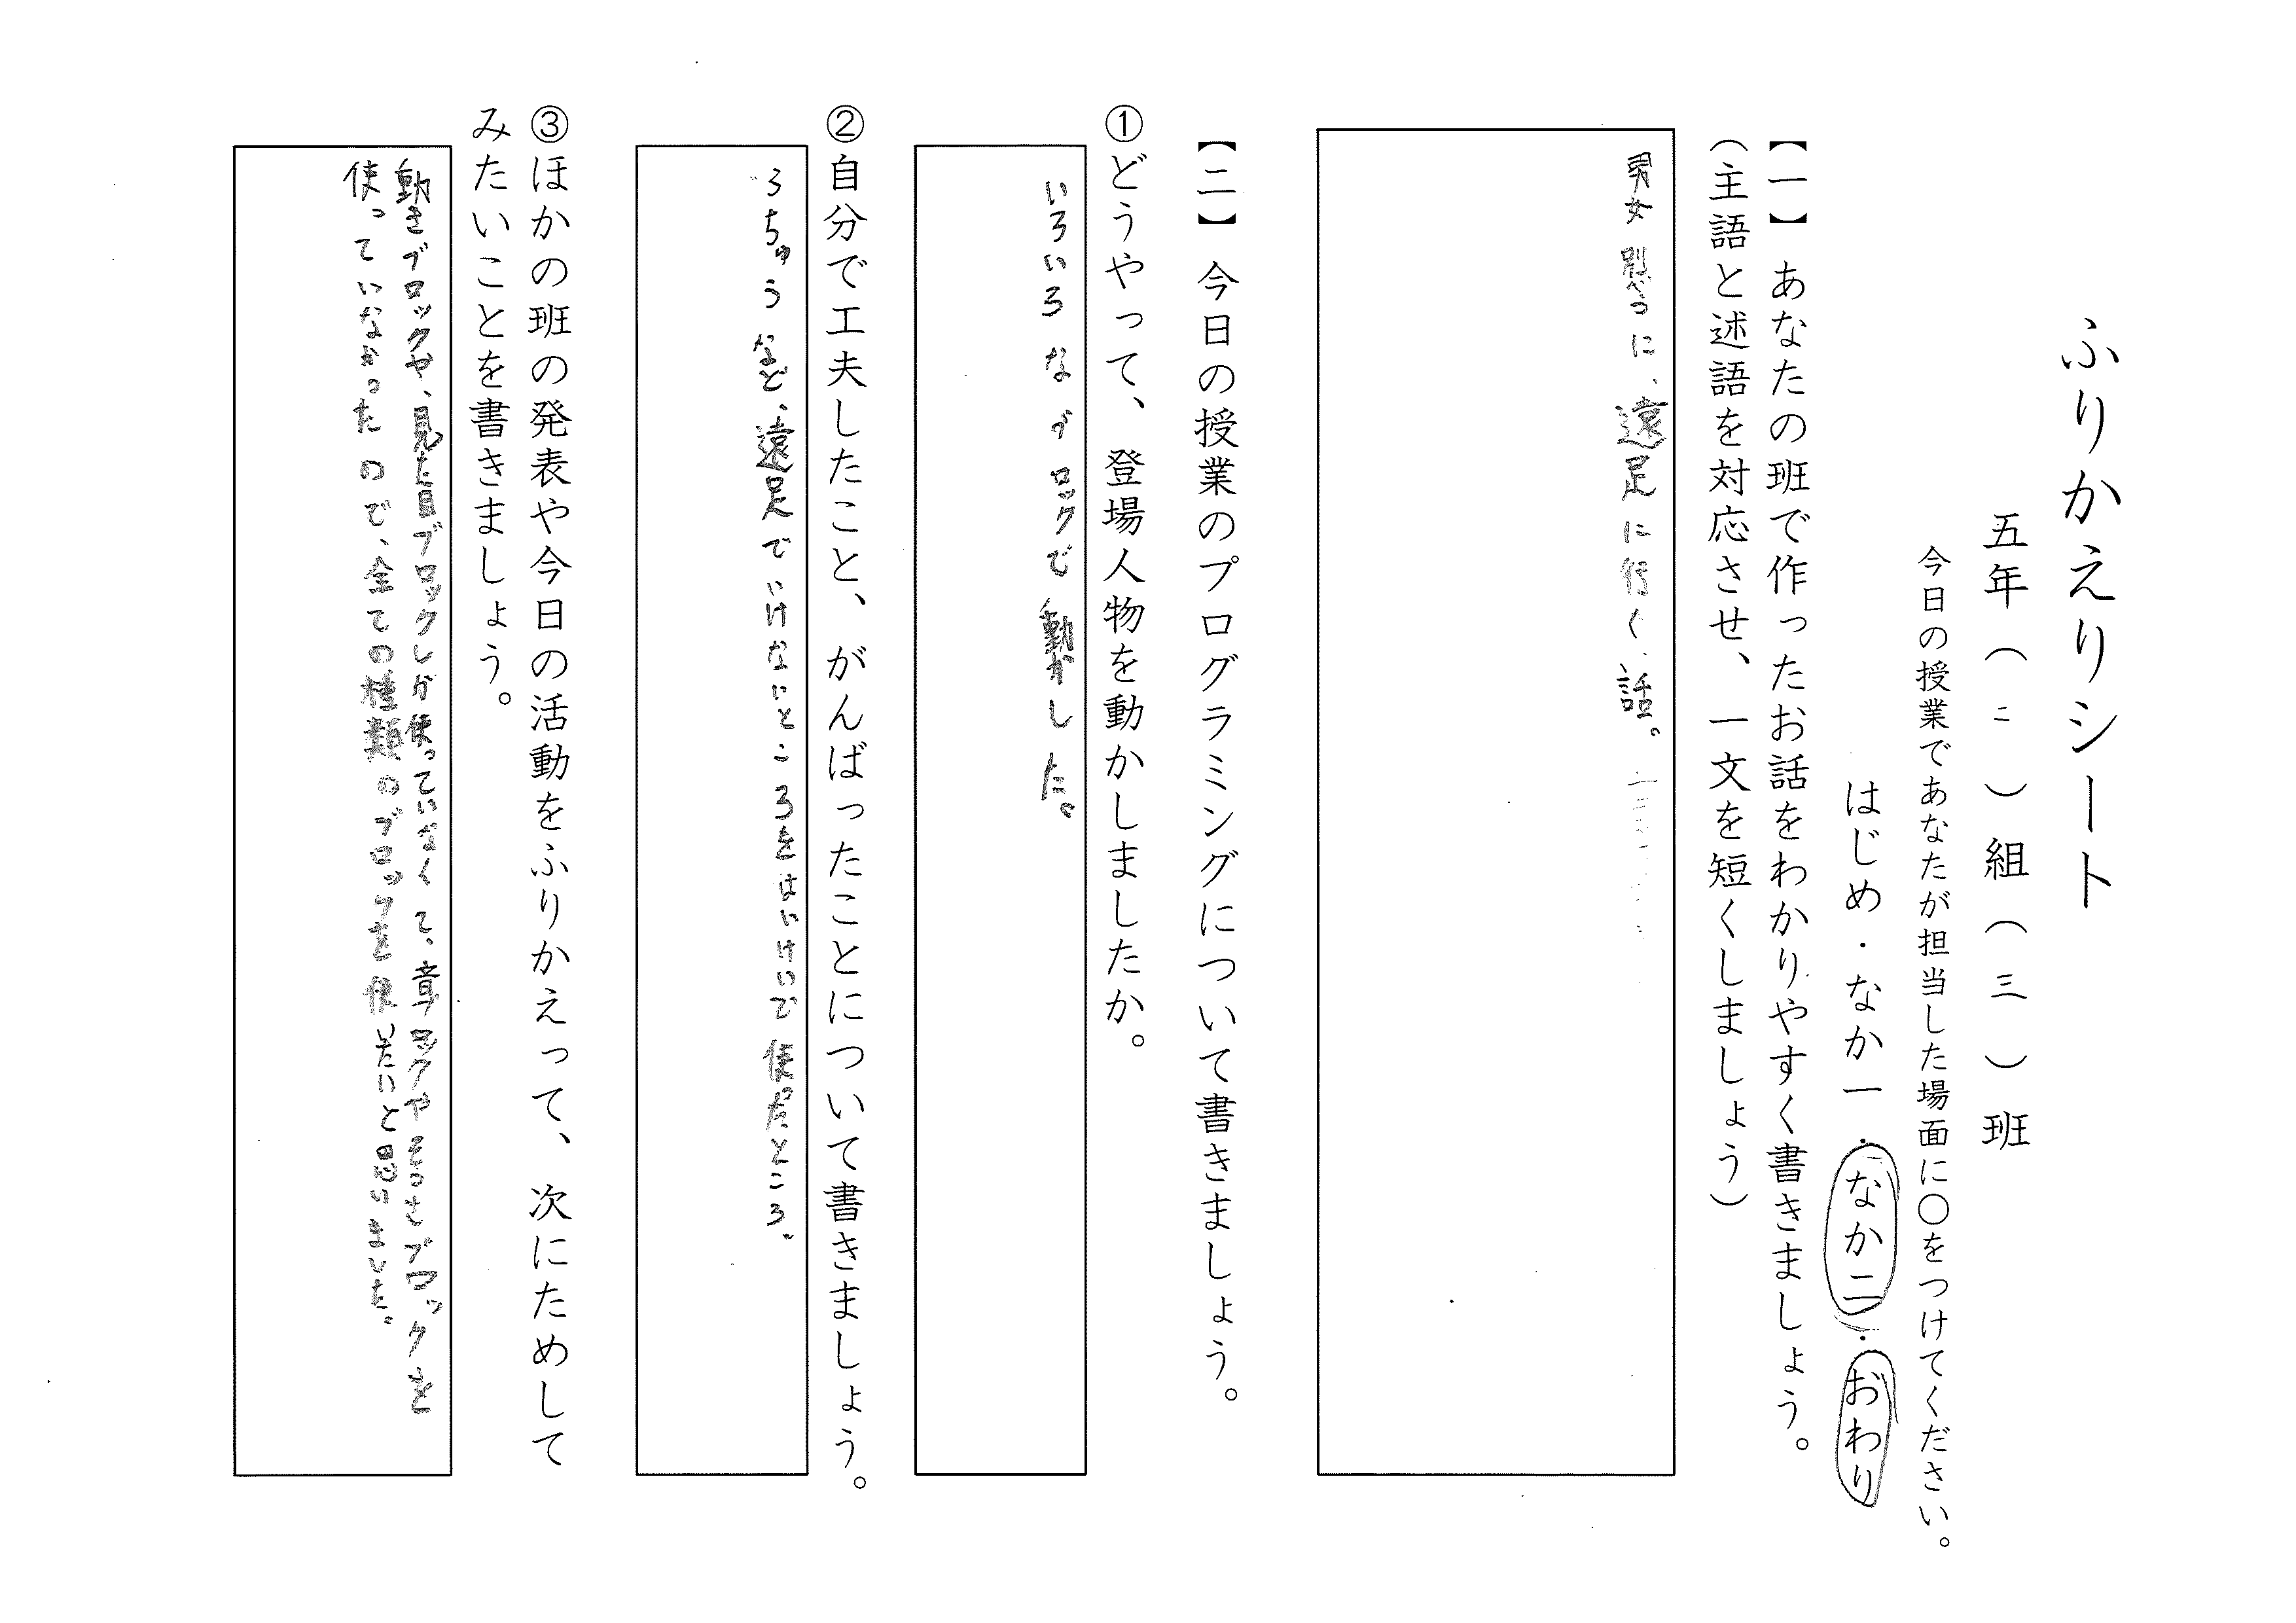 ふりかえりシート
五年（二）組（三）班
今日の授業であなたが担当した場面に〇をつけてください。
はじめ・なか一・なか二・おわり
【一】あなたの班で作ったお話をわかりやすく書きましょう。
（主語と述語を対応させ、一文を短くしましょう）
男女別べつに、遠足に行く、話。
【二】今日の授業のプログラミングについて書きましょう。
①どうやって、登場人物を動かしましたか。
いろいろなブロックで動かした。
②自分で工夫したこと、がんばったことについて書きましょう。
ろちゅうなど、遠足でいけないところをはいけいで使ったところ。
③ほかの班の発表や今日の活動をふりかえって、次にためして
みたいことを書きましょう。
動きブロックや、見た目ブロックしか使っていなくて、音ブロックやそうさブロックを
使っていなかったので、全ての種類のブロックを使いたいと思いました。